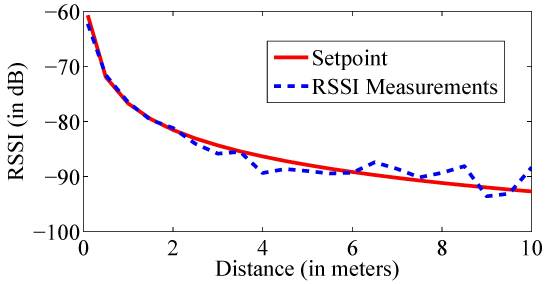 −60
−70
−80
−90
−100
RSSI (in dB)
Setpoint
RSSI Measurements
0 2 4 6 8 10
Distance (in meters)